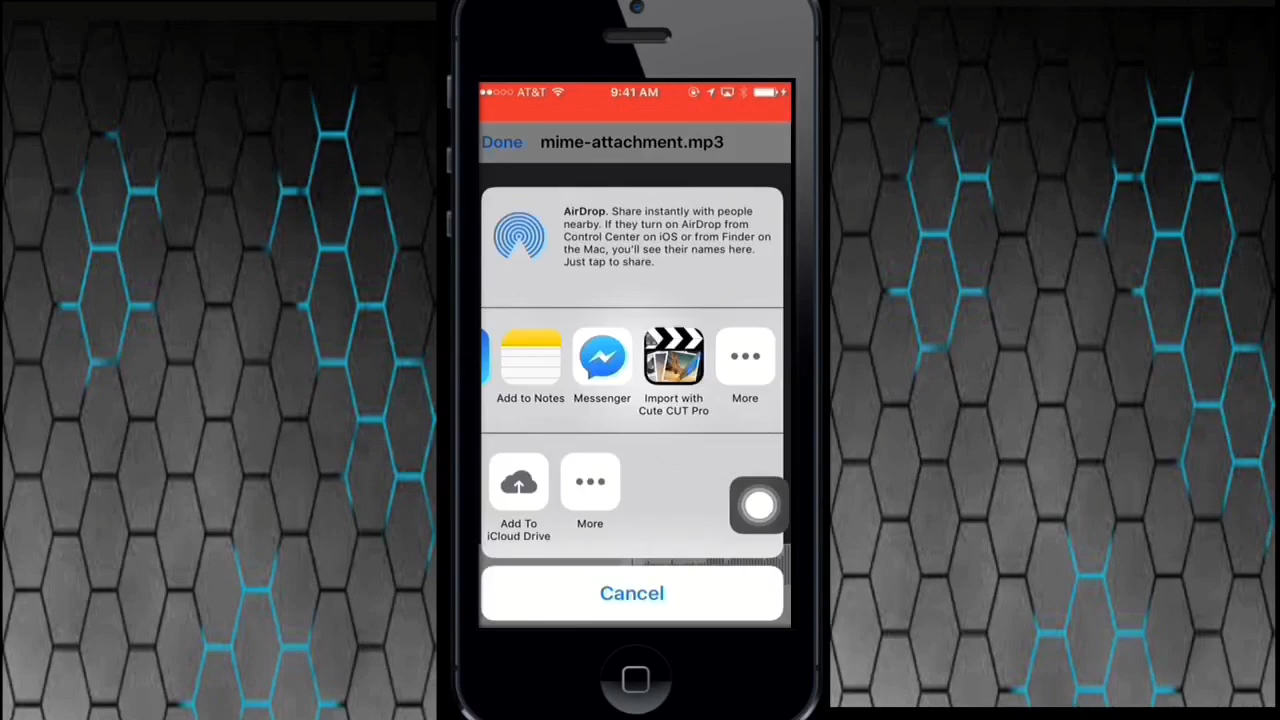 AT&T
9:41 AM
Done mime-attachment.mp3
AirDrop. Share instantly with people
nearby. If they turn on AirDrop from
Control Center on iOS or from Finder on
the Mac, you'll see their names here.
Just tap to share.
Add to Notes
Messenger
Import with
Cute CUT Pro
More
Add To
iCloud Drive
More
Cancel